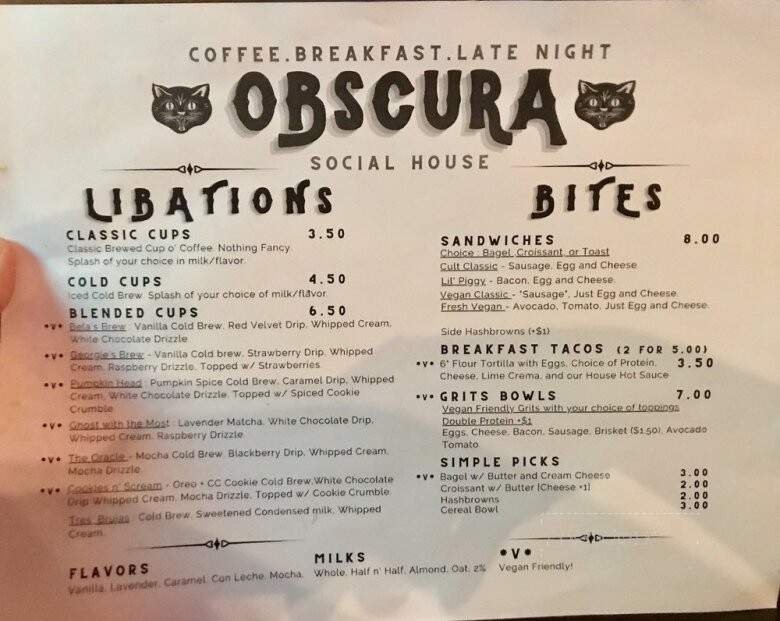 COFFEE.BREAKFAST.LATE NIGHT
OBSCURA
SOCIAL HOUSE
LIBATIONS
CLASSIC CUPS 3.50
Classic Brewed Cup o' Coffee. Nothing Fancy.
Splash of your choice in milk/flavor.
COLD CUPS 4.50
Iced Cold Brew. Splash of your choice of milk/flavor
BLENDED CUPS 6.50
•V• Bela's Brew : Vanilla Cold Brew, Red Velvet Drip, Whipped Cream,
White Chocolate Drizzle
•V• Georgie's Brew - Vanilla Cold brew, Strawberry Drip, Whipped
Cream, Raspberry Drizzle, Topped w/ Strawberries
•V• Pumpkin Head : Pumpkin Spice Cold Brew, Caramel Drip, Whipped
Cream, White Chocolate Drizzle, Topped w/ Spiced Cookie
Crumble
•V• Ghost with the Most : Lavender Matcha, White Chocolate Drip,
Whipped Cream, Raspberry Drizzle
•V• The Oracle - Mocha Cold Brew, Blackberry Drip, Whipped Cream,
Mocha Drizzle.
•V• Cookies n' Scream - Oreo + CC Cookie Cold Brew, White Chocolate
Drip Whipped Cream, Mocha Drizzle, Topped w/ Cookie Crumble
Tres Brujas : Cold Brew, Sweetened Condensed milk, Whipped
Cream.
FLAVORS
Vanilla, Lavender, Caramel, Con Leche, Mocha.
MILKS
Whole, Half n' Half, Almond, Oat, 2%
BITES
SANDWICHES 8.00
Choice : Bagel ,Croissant, or Toast
Cult Classic - Sausage, Egg and Cheese
Lil' Piggy - Bacon, Egg and Cheese.
Vegan Classic - "Sausage", Just Egg and Cheese
Fresh Vegan - Avocado, Tomato, Just Egg and Cheese.
Side Hashbrowns (+$1)
BREAKFAST TACOS (2 FOR 5.00)
•V• 6" Flour Tortilla with Eggs, Choice of Protein, 3.50
Cheese, Lime Crema, and our House Hot Sauce
•V• GRITS BOWLS 7.00
Vegan Friendly Grits with your choice of toppings
Double Protein +$1
Eggs, Cheese, Bacon, Sausage, Brisket ($1.50), Avocado
Tomato.
SIMPLE PICKS
•V• Bagel w/ Butter and Cream Cheese 3.00
Croissant w/ Butter [Cheese +1] 2.00
Hashbrowns 2.00
Cereal Bowl 3.00
•V•
Vegan Friendly!